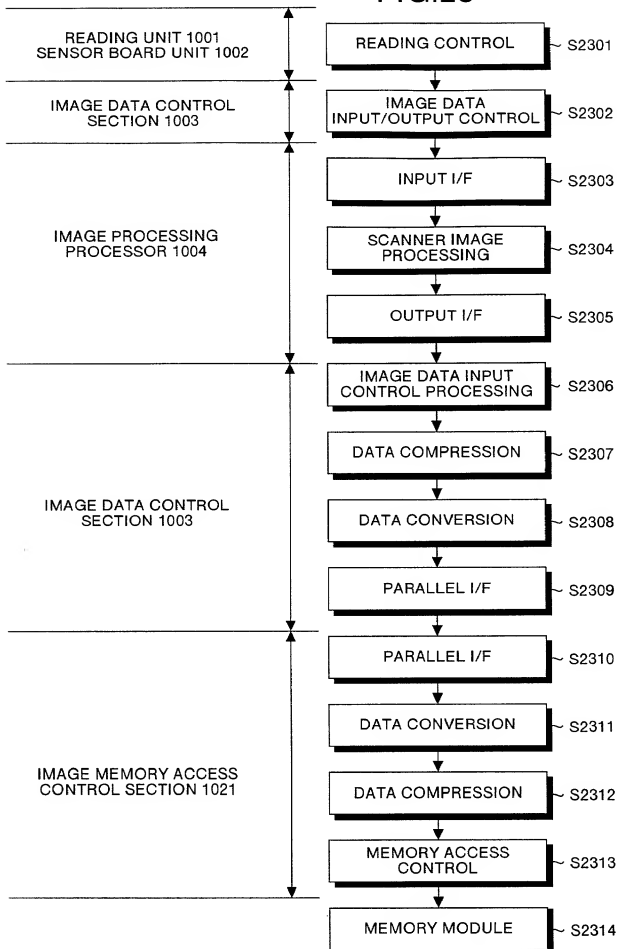 READING UNIT 1001
SENSOR BOARD UNIT 1002
READING CONTROL
S2301
IMAGE DATA CONTROL
SECTION 1003
IMAGE DATA
INPUT/OUTPUT CONTROL
S2302
IMAGE PROCESSING
PROCESSOR 1004
INPUT I/F
S2303
SCANNER IMAGE
PROCESSING
S2304
OUTPUT I/F
S2305
IMAGE DATA CONTROL
SECTION 1003
IMAGE DATA INPUT
CONTROL PROCESSING
S2306
DATA COMPRESSION
S2307
DATA CONVERSION
S2308
PARALLEL I/F
S2309
IMAGE MEMORY ACCESS
CONTROL SECTION 1021
PARALLEL I/F
S2310
DATA CONVERSION
S2311
DATA COMPRESSION
S2312
MEMORY ACCESS
CONTROL
S2313
MEMORY MODULE
S2314